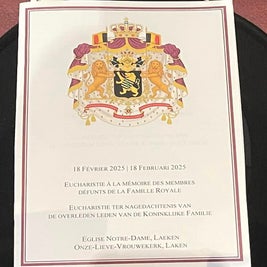 18 Février 2025 | 18 Februari 2025
Eucharistie à la mémoire des membres
défunts de la Famille Royale
Eucharistie ter nagedachtenis van
de overleden leden van de Koninklijke Familie
Eglise Notre-Dame, Laeken
Onze-Lieve-Vrouwekerk, Laken